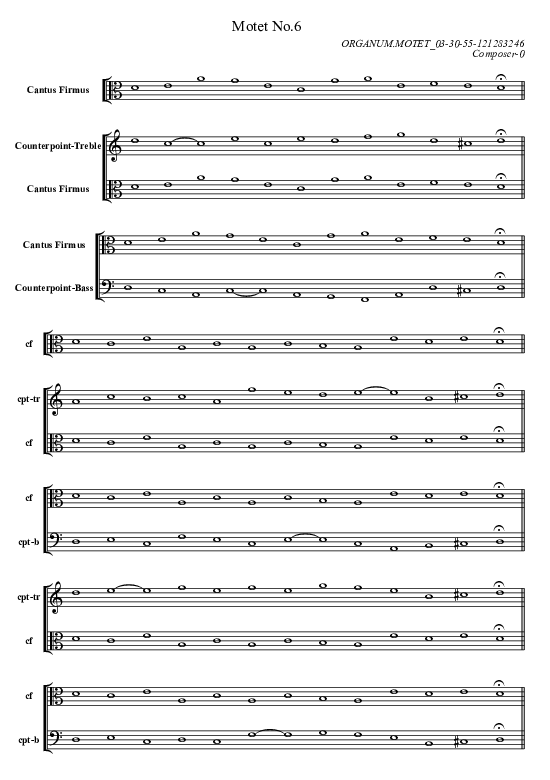 Motet No.6
ORGANUM.MOTET_03-30-55-121283246
Composer-0
Cantus Firmus
Counterpoint-Treble
Cantus Firmus
Cantus Firmus
Counterpoint-Bass
cf
cpt-tr
cf
cf
cpt-b
cpt-tr
cf
cf
cpt-b